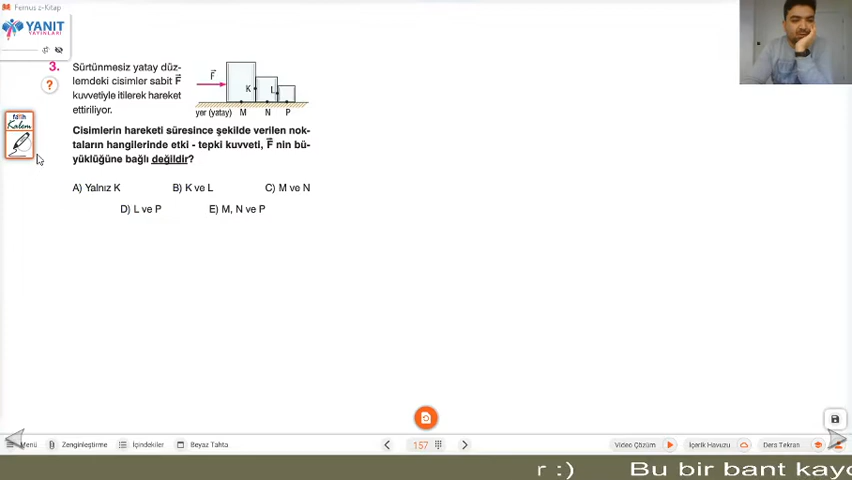 Fernus z-Kitap
YANIT
YAYINLARI
3. Sürtünmesiz yatay düz-
lemdeki cisimler sabit F
kuvvetiyle itilerek hareket
ettiriliyor.
F
K
L
yer (yatay) M N P
?
fatih
Kalem
Cisimlerin hareketi süresince şekilde verilen nok-
taların hangilerinde etki - tepki kuvveti, F nin bü-
yüklüğüne bağlı değildir?
A) Yalnız K B) K ve L C) M ve N
D) L ve P E) M, N ve P
Menü Zenginleştirme İçindekiler Beyaz Tahta 157 Video Çözüm İçerik Havuzu Ders Tekrarı
r :) Bu bir bant kayd